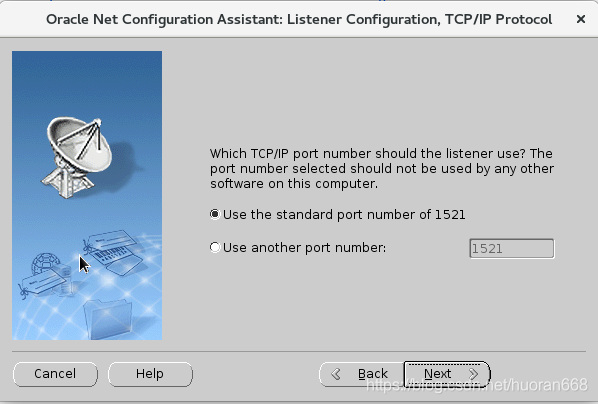 Oracle Net Configuration Assistant: Listener Configuration, TCP/IP Protocol
Which TCP/IP port number should the listener use? The
port number selected should not be used by any other
software on this computer.
Use the standard port number of 1521
Use another port number: 1521
Cancel Help Back Next
https://blog.csdn.net/huoran668